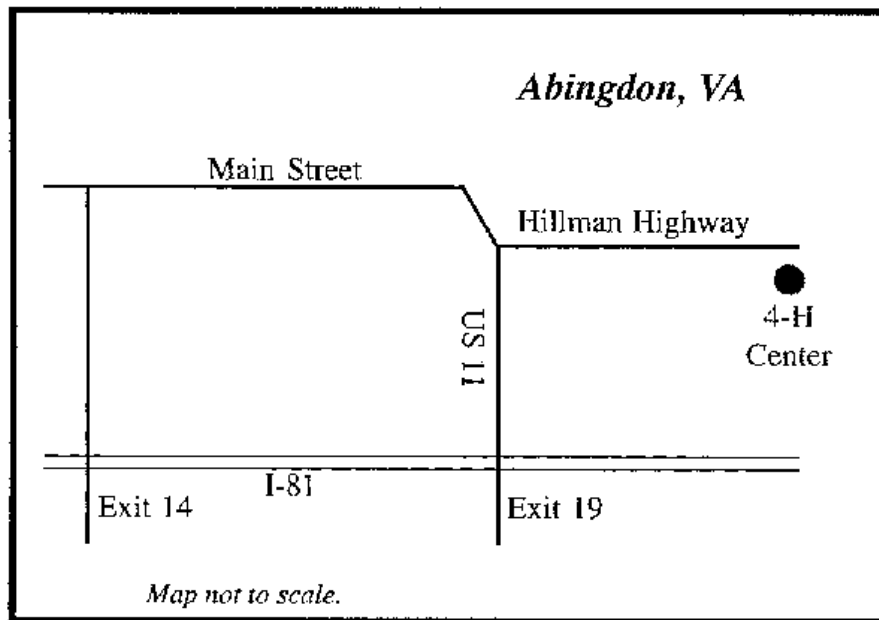 Abingdon, VA
Main Street
Hillman Highway
US 11
4-H
Center
I-81
Exit 14
Exit 19
Map not to scale.